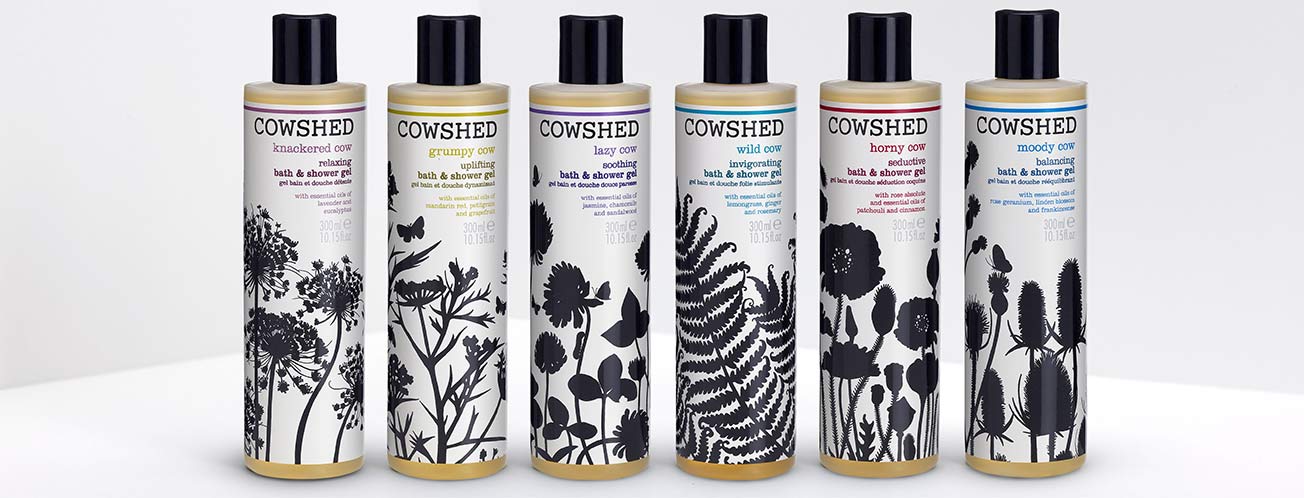 COWSHED
knackered cow
relaxing
bath & shower gel
gel bain et douche détente
with essential oils of
lavender and
eucalyptus
300ml e
10.15fl.oz
COWSHED
grumpy cow
uplifting
bath & shower gel
gel bain et douche dynamisant
with essential oils of
mandarin red, petitgrain
and grapefruit
300ml e
10.15fl.oz
COWSHED
lazy cow
soothing
bath & shower gel
gel bain et douche douce paresse
with essential oils of
jasmine, chamomile
and sandalwood
300ml e
10.15fl.oz
COWSHED
wild cow
invigorating
bath & shower gel
gel bain et douche folie stimulante
with essential oils of
lemongrass, ginger
and rosemary
300ml e
10.15fl.oz
COWSHED
horny cow
seductive
bath & shower gel
gel bain et douche séduction coquine
with rose absolute
and essential oils of
patchouli and cinnamon
300ml e
10.15fl.oz
COWSHED
moody cow
balancing
bath & shower gel
gel bain et douche rééquilibrant
with essential oils of
rose geranium, linden blossom
and frankincense
300ml e
10.15fl.oz